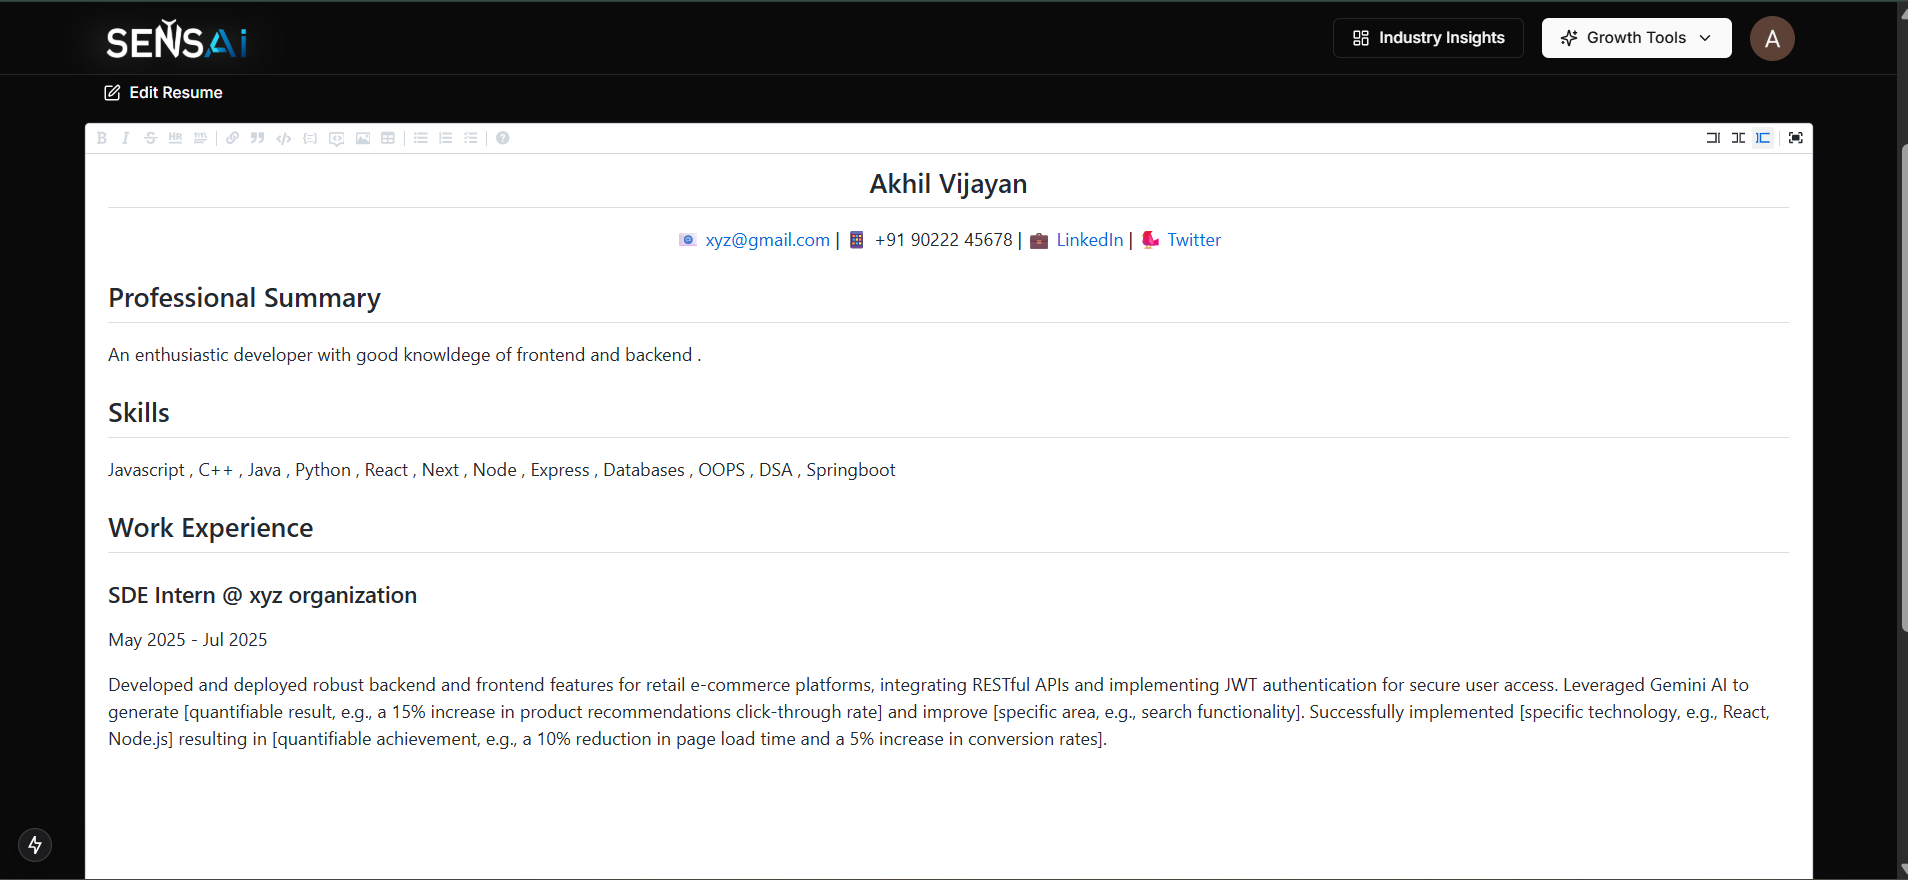 SENSAi
Industry Insights
Growth Tools
A
Edit Resume
B I S HR TITL
Akhil Vijayan
xyz@gmail.com | +91 90222 45678 | LinkedIn | Twitter
Professional Summary
An enthusiastic developer with good knowldege of frontend and backend .
Skills
Javascript , C++ , Java , Python , React , Next , Node , Express , Databases , OOPS , DSA , Springboot
Work Experience
SDE Intern @ xyz organization
May 2025 - Jul 2025
Developed and deployed robust backend and frontend features for retail e-commerce platforms, integrating RESTful APIs and implementing JWT authentication for secure user access. Leveraged Gemini AI to
generate [quantifiable result, e.g., a 15% increase in product recommendations click-through rate] and improve [specific area, e.g., search functionality]. Successfully implemented [specific technology, e.g., React,
Node.js] resulting in [quantifiable achievement, e.g., a 10% reduction in page load time and a 5% increase in conversion rates].